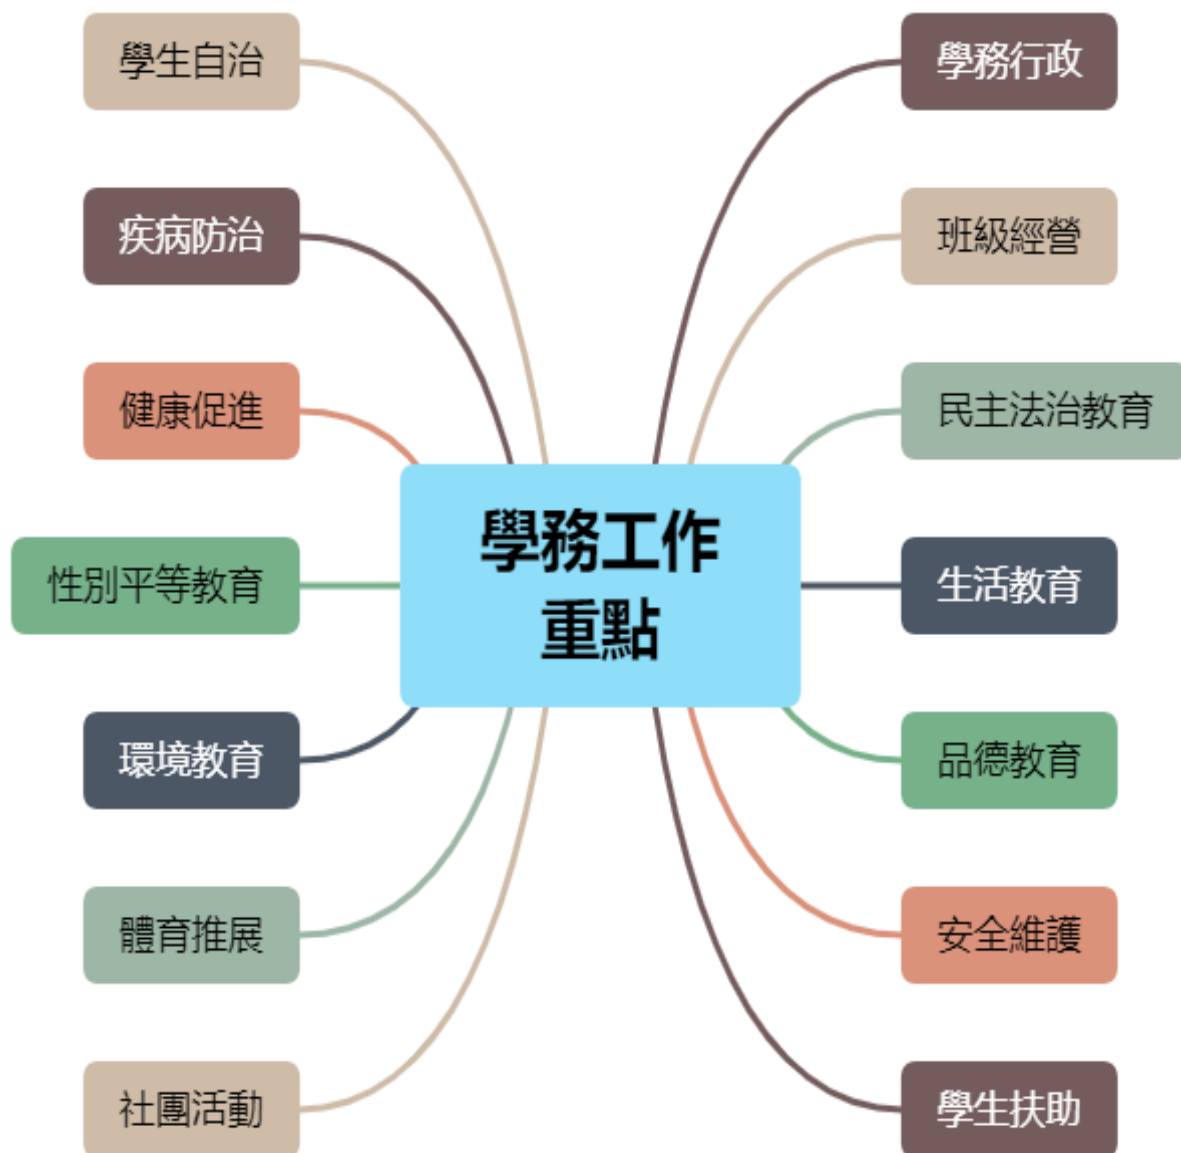 學務工作
重點
學務行政
班級經營
民主法治教育
生活教育
品德教育
安全維護
學生扶助
學生自治
疾病防治
健康促進
性別平等教育
環境教育
體育推展
社團活動